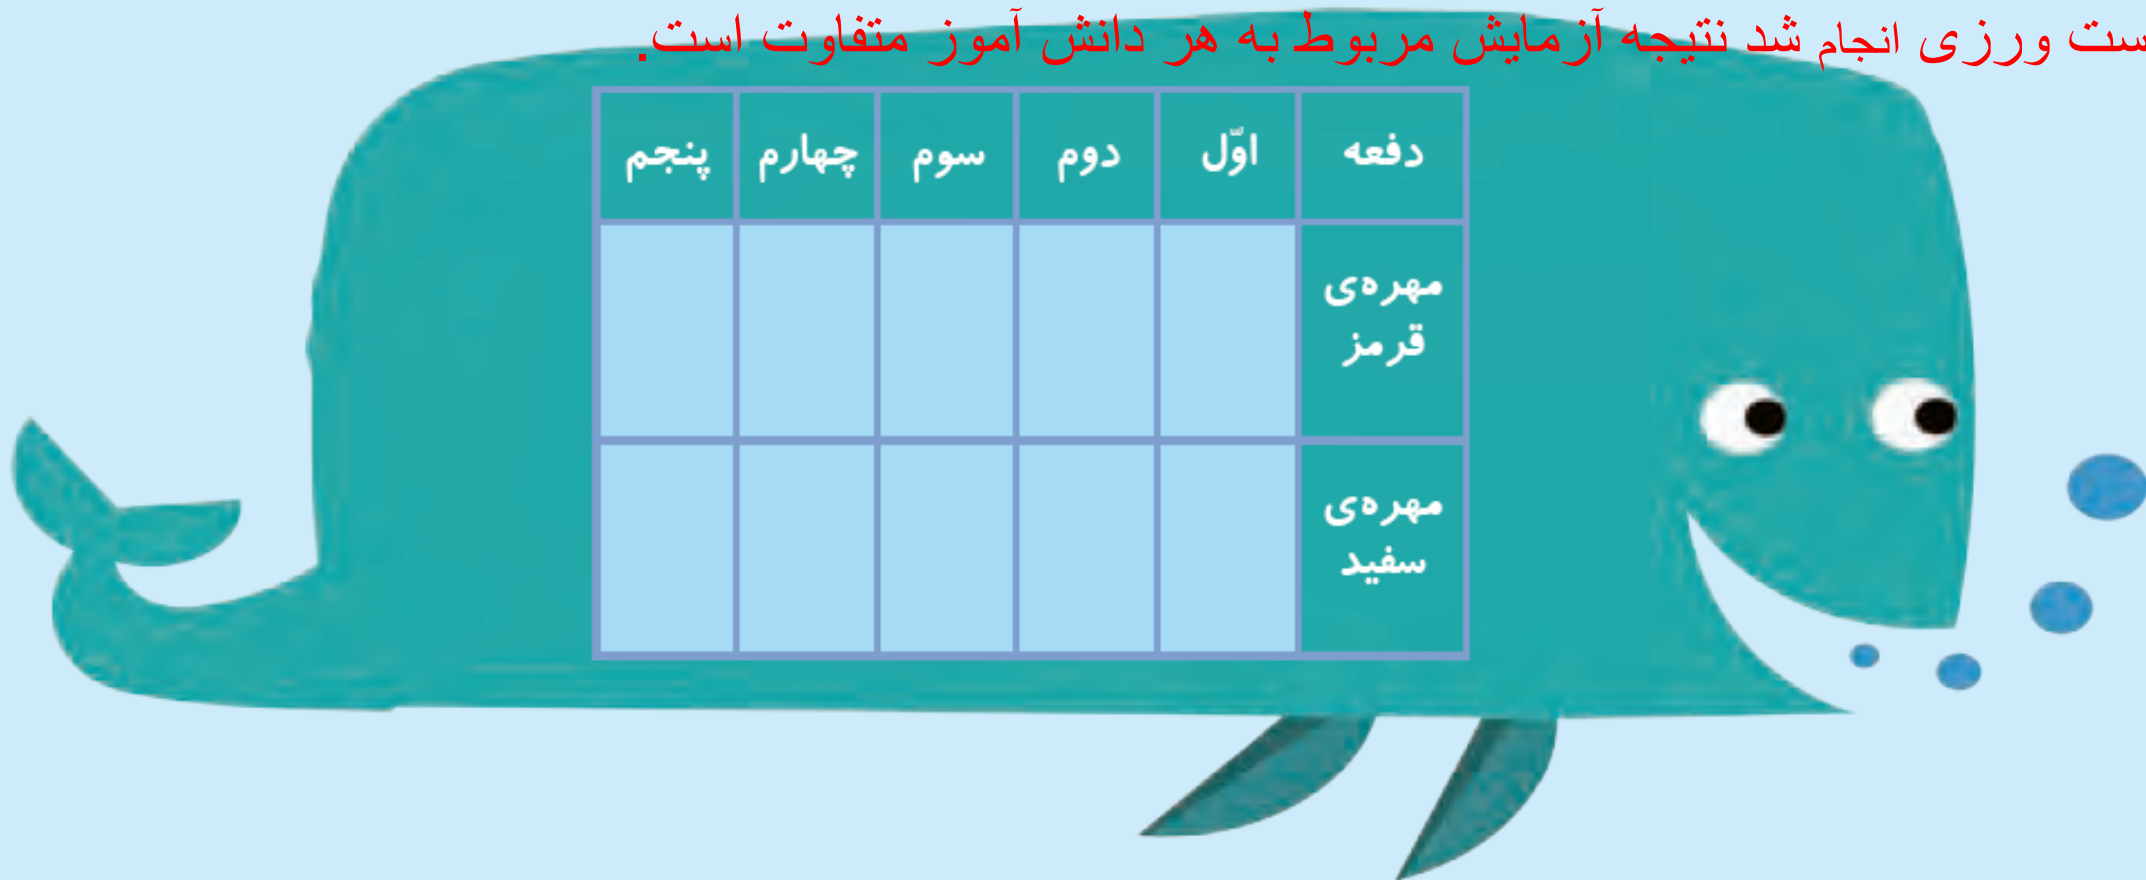 ست ورزی انجام شد نتیجه آزمایش مربوط به هر دانش آموز متفاوت است.
دفعه اوّل دوم سوم چهارم پنجم
مهره‌ی
قرمز
مهره‌ی
سفید